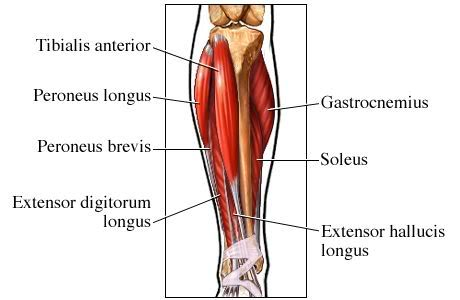 Tibialis anterior
Peroneus longus
Peroneus brevis
Extensor digitorum
longus
Gastrocnemius
Soleus
Extensor hallucis
longus